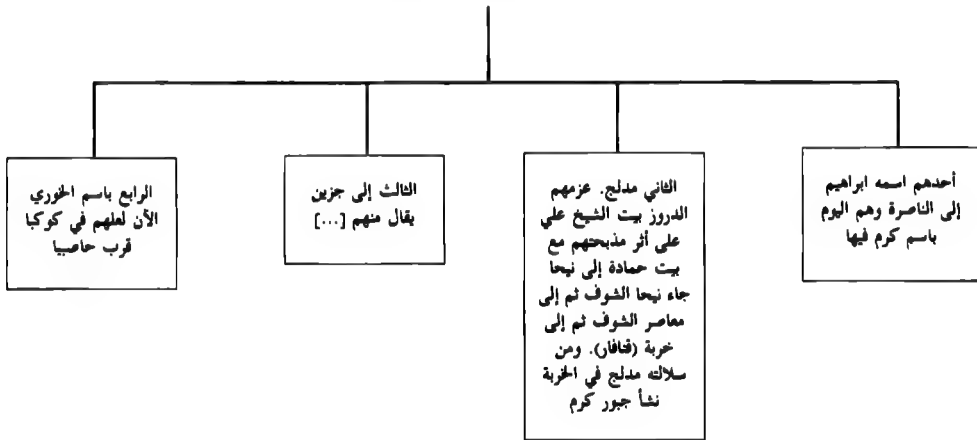 أحدهم اسمه ابراهيم
إلى الناصرة وهم اليوم
باسم كرم فيها
الثاني مدلج. عزمهم
الدروز بيت الشيخ علي
على أثر مذبحتهم مع
بيت حمادة إلى نيحا
جاء نيحا الشوف ثم إلى
معاصر الشوف ثم إلى
خربة (قنافار). ومن
سلالته مدلج في الخربة
نشأ جبور كرم
الثالث إلى جزين
يقال منهم [...]
الرابع باسم الخوري
الآن لعلهم في كوكبا
قرب حاصبيا